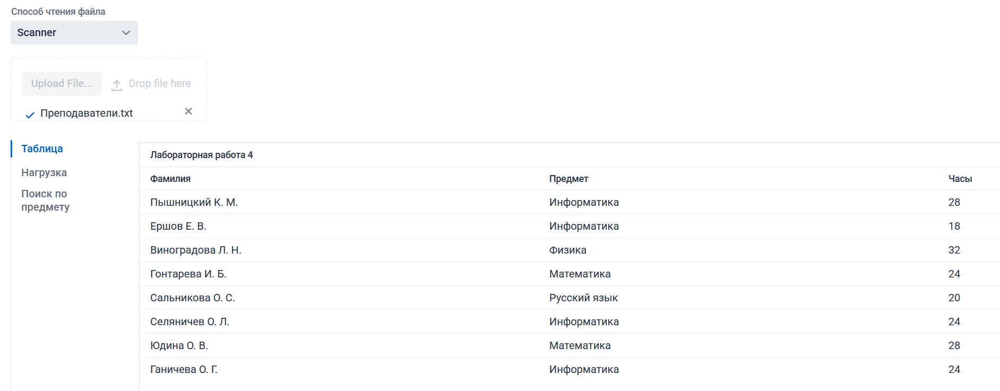 Способ чтения файла
Scanner
Upload File... Drop file here
Преподаватели.txt
Таблица
Нагрузка
Поиск по
предмету
Лабораторная работа 4
Фамилия Предмет Часы
Пышницкий К. М. Информатика 28
Ершов Е. В. Информатика 18
Виноградова Л. Н. Физика 32
Гонтарева И. Б. Математика 24
Сальникова О. С. Русский язык 20
Селяничев О. Л. Информатика 24
Юдина О. В. Математика 28
Ганичева О. Г. Информатика 24